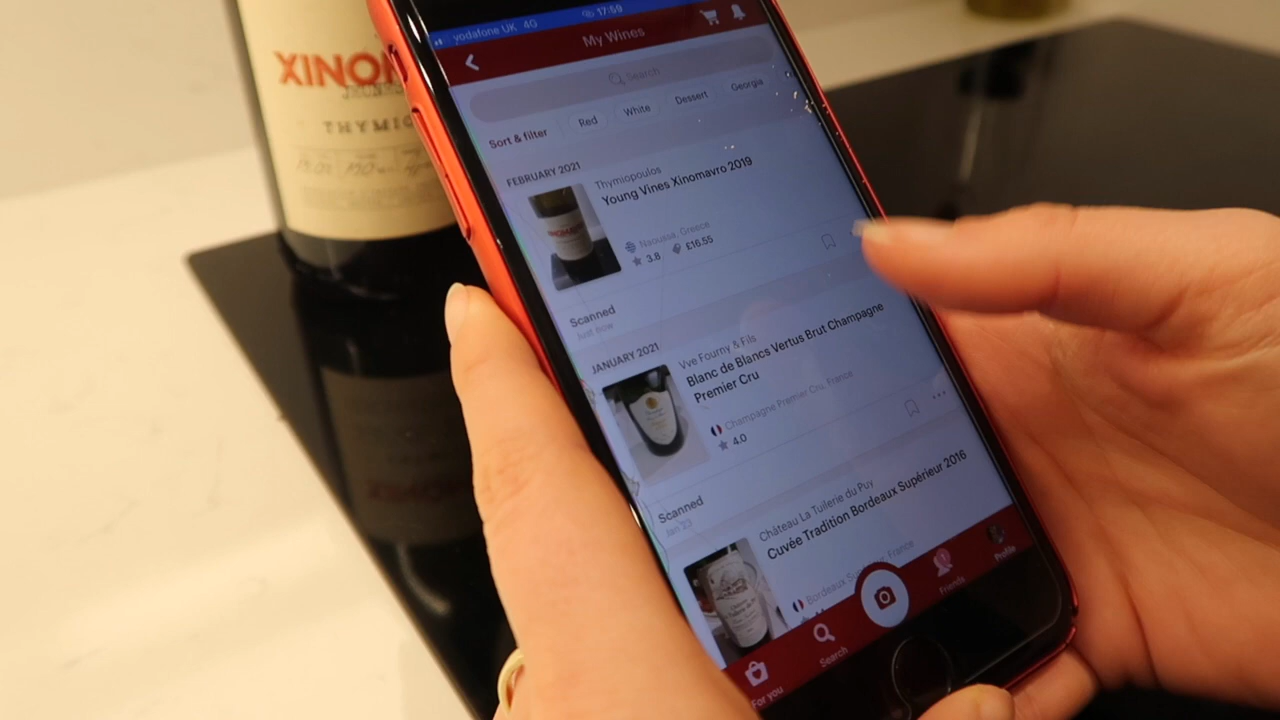 XINO
THYMIO
vodafone UK 4G
17:59
My Wines
Search
Sort & filter
Red
White
Dessert
Georgia
FEBRUARY 2021
Thymiopoulos
Young Vines Xinomavro 2019
Naoussa, Greece
3.8
£16.55
Scanned
Just now
JANUARY 2021
Vve Fourny & Fils
Blanc de Blancs Vertus Brut Champagne
Premier Cru
Champagne Premier Cru, France
4.0
Scanned
Jan 23
Château La Tuilerie du Puy
Cuvée Tradition Bordeaux Supérieur 2016
Bordeaux
France
For you
Search
Friends
Profile